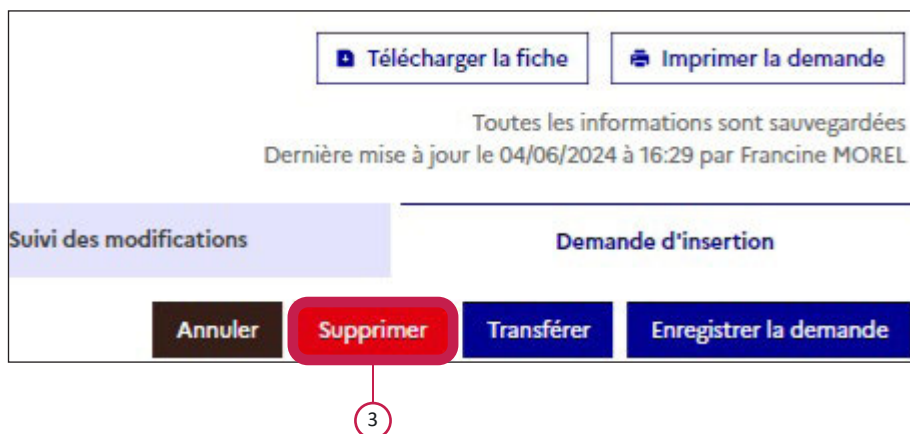 Télécharger la fiche Imprimer la demande
Toutes les informations sont sauvegardées
Dernière mise à jour le 04/06/2024 à 16:29 par Francine MOREL
Suivi des modifications Demande d'insertion
Annuler Supprimer Transférer Enregistrer la demande
3